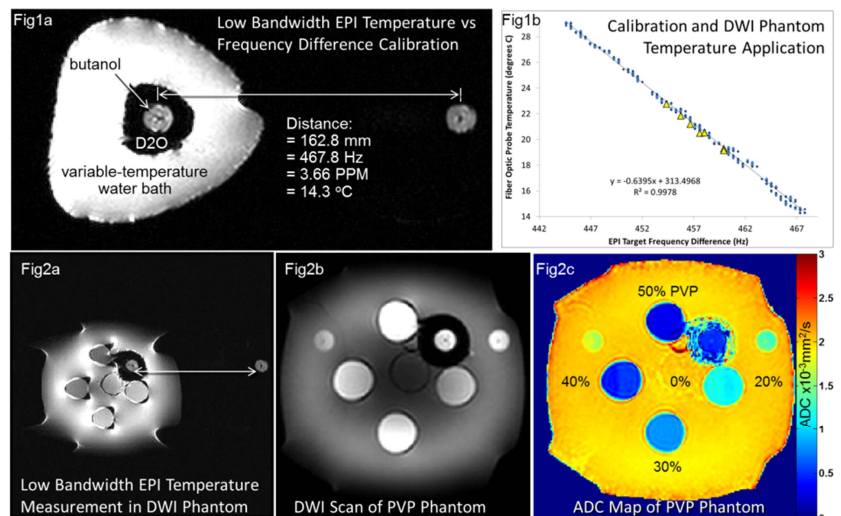 Fig1a
Low Bandwidth EPI Temperature vs
Frequency Difference Calibration
butanol
D2O
variable-temperature
water bath
Distance:
= 162.8 mm
= 467.8 Hz
= 3.66 PPM
= 14.3 °C
Fig1b
Calibration and DWI Phantom
Temperature Application
Fiber Optic Probe Temperature (degrees C)
28
26
24
22
20
18
16
14
y = -0.6395x + 313.4968
R² = 0.9978
442
447
452
457
462
467
EPI Target Frequency Difference (Hz)
Fig2a
Low Bandwidth EPI Temperature
Measurement in DWI Phantom
Fig2b
DWI Scan of PVP Phantom
Fig2c
50% PVP
40%
0%
20%
30%
ADC Map of PVP Phantom
3
2.5
2
1.5
1
0.5
0
ADC x10-³mm²/s